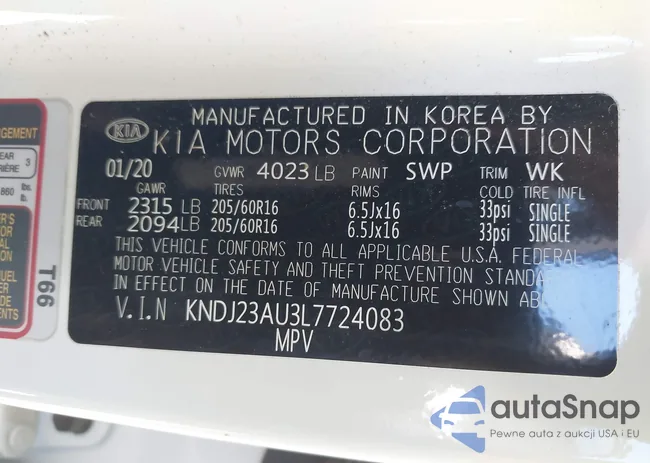 MANUFACTURED IN KOREA BY
KIA KIA MOTORS CORPORATION
01/20 GVWR 4023 LB PAINT SWP TRIM WK
GAWR TIRES RIMS COLD TIRE INFL
FRONT 2315 LB 205/60R16 6.5Jx16 33psi SINGLE
REAR 2094 LB 205/60R16 6.5Jx16 33psi SINGLE
THIS VEHICLE CONFORMS TO ALL APPLICABLE U.S.A. FEDERAL
MOTOR VEHICLE SAFETY AND THEFT PREVENTION
IN EFFECT ON THE DATE OF MANUFACTURE SHOWN
V.I.N KNDJ23AU3L7724083
MPV
T66
3
860 lbs.
autaSnap
Pewne auta z aukcji USA i EU